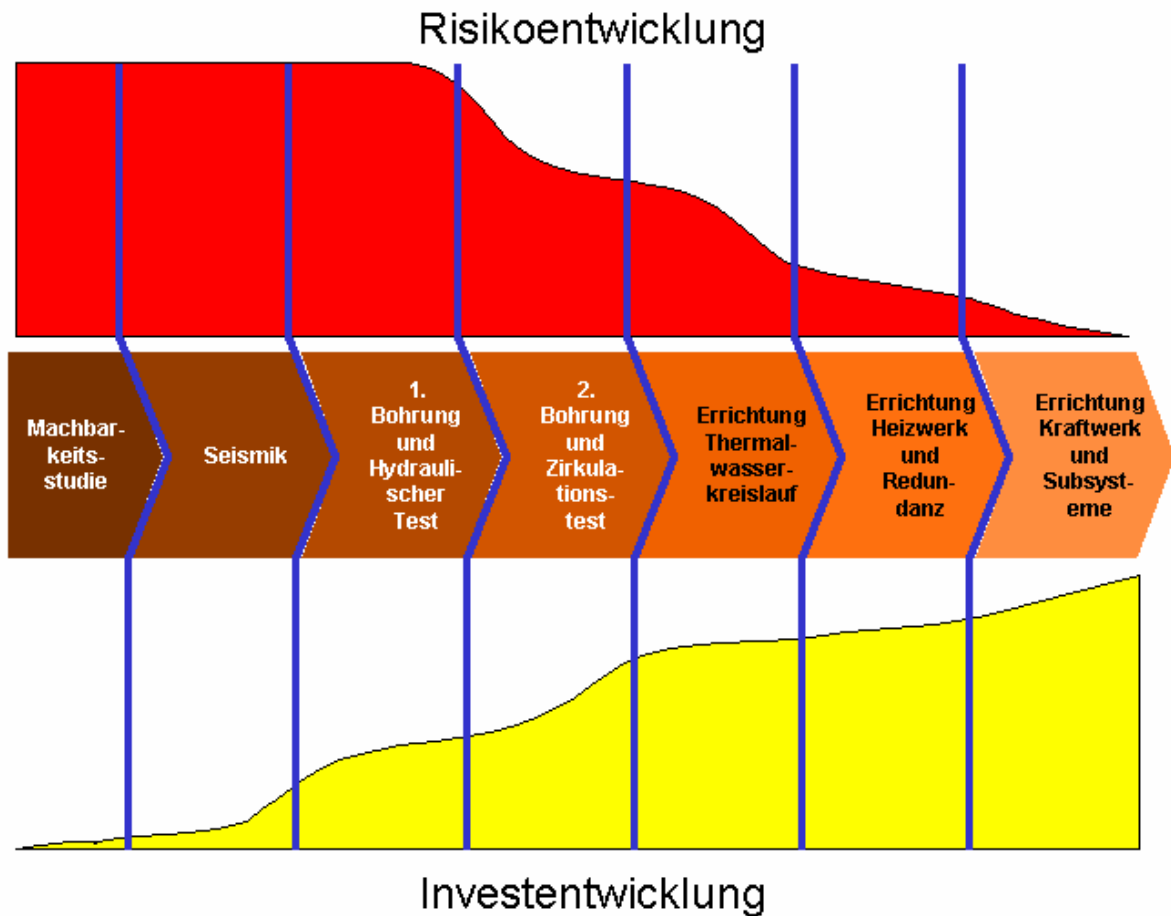 Risikoentwicklung
Machbar-
keits-
studie
Seismik
1.
Bohrung
und
Hydrauli-
scher
Test
2.
Bohrung
und
Zirkula-
tions-
test
Errichtung
Thermal-
wasser-
kreislauf
Errichtung
Heizwerk
und
Redun-
danz
Errichtung
Kraftwerk
und
Subsyst-
eme
Investentwicklung